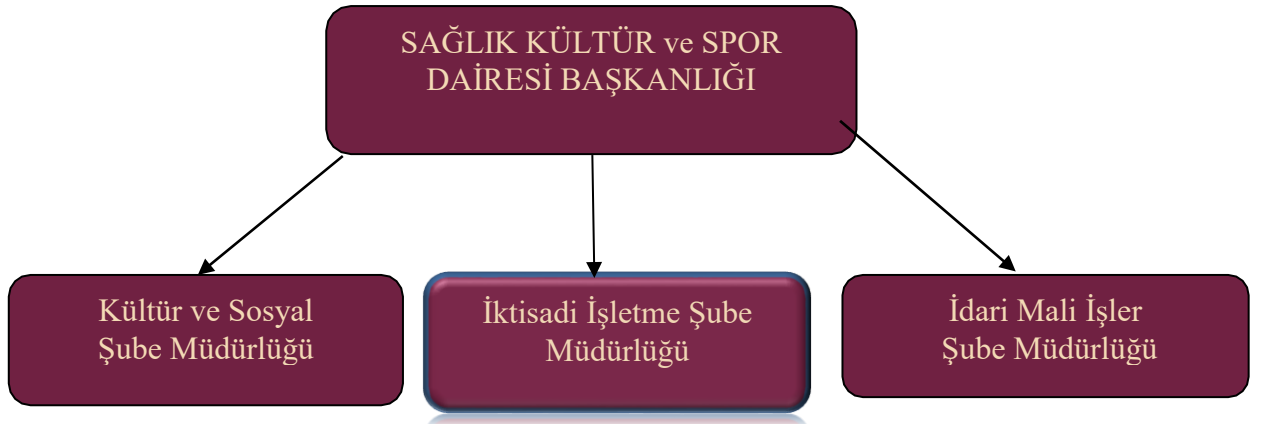 SAĞLIK KÜLTÜR ve SPOR
DAİRESİ BAŞKANLIĞI
Kültür ve Sosyal
Şube Müdürlüğü
İktisadi İşletme Şube
Müdürlüğü
İdari Mali İşler
Şube Müdürlüğü